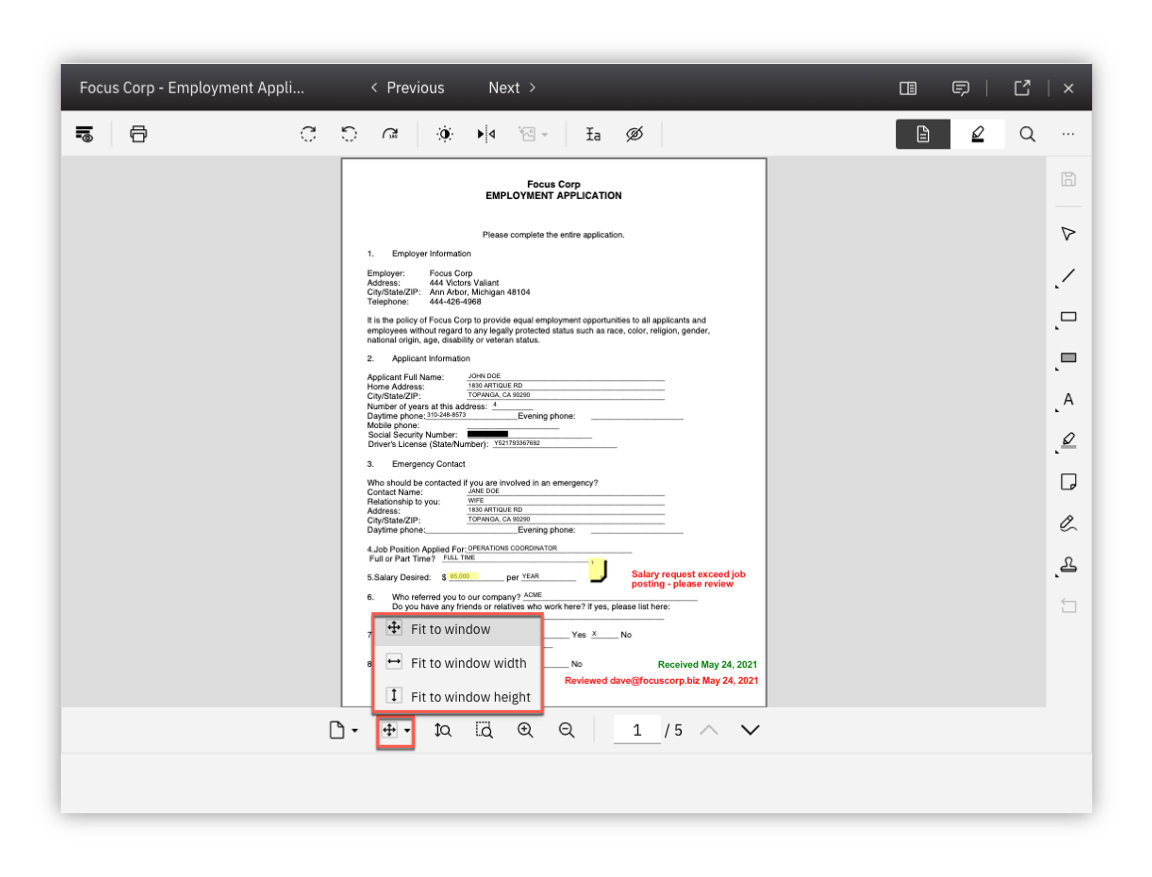 Focus Corp - Employment Appli...
Previous
Next
180
Focus Corp
EMPLOYMENT APPLICATION
Please complete the entire application.
1. Employer Information
Employer: Focus Corp
Address: 444 Victors Valiant
City/State/ZIP: Ann Arbor, Michigan 48104
Telephone: 444-426-4968
It is the policy of Focus Corp to provide equal employment opportunities to all applicants and
employees without regard to any legally protected status such as race, color, religion, gender,
national origin, age, disability or veteran status.
2. Applicant Information
Applicant Full Name: JOHN DOE
Home Address: 1830 ARTIQUE RD
City/State/ZIP: TOPANGA, CA 90290
Number of years at this address: 4
Daytime phone: 310-248-8573 Evening phone:
Mobile phone:
Social Security Number:
Driver's License (State/Number): Y521793367692
3. Emergency Contact
Who should be contacted if you are involved in an emergency?
Contact Name: JANE DOE
Relationship to you: WIFE
Address: 1830 ARTIQUE RD
City/State/ZIP: TOPANGA, CA 90290
Daytime phone: Evening phone:
4.Job Position Applied For: OPERATIONS COORDINATOR
Full or Part Time? FULL TIME
1
5.Salary Desired: $ 85,000 per YEAR
Salary request exceed job
posting - please review
6. Who referred you to our company? ACME
Do you have any friends or relatives who work here? If yes, please list here:
7 Yes X No
8 No
Received May 24, 2021
Reviewed dave@focuscorp.biz May 24, 2021
Fit to window
Fit to window width
Fit to window height
1 / 5